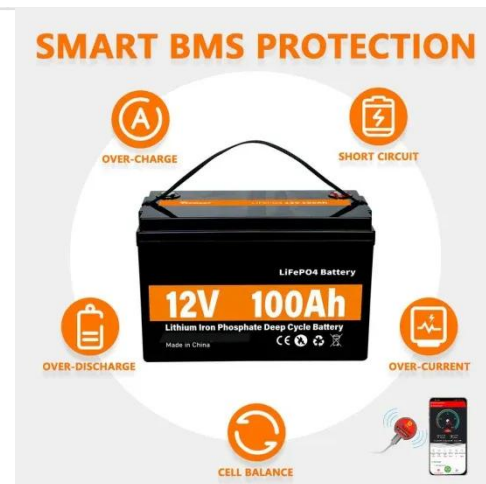 SMART BMS PROTECTION
OVER-CHARGE
SHORT CIRCUIT
LiFePO4 Battery
12V 100Ah
Lithium Iron Phosphate Deep Cycle Battery
Made in China
CE
OVER-DISCHARGE
OVER-CURRENT
CELL BALANCE